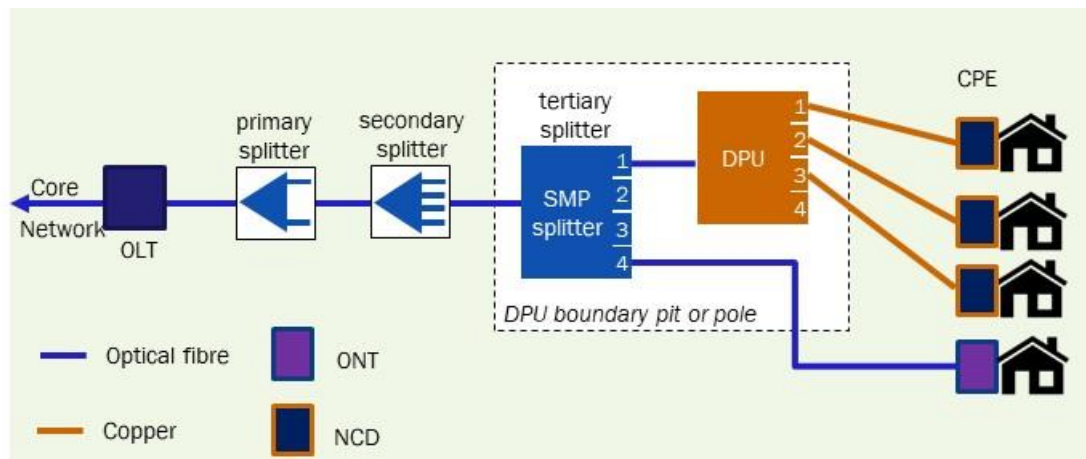 CPE
tertiary
splitter
primary
splitter
secondary
splitter
1
2
3
4
DPU
1
2
3
4
SMP
splitter
Core
Network
OLT
DPU boundary pit or pole
Optical fibre
ONT
Copper
NCD